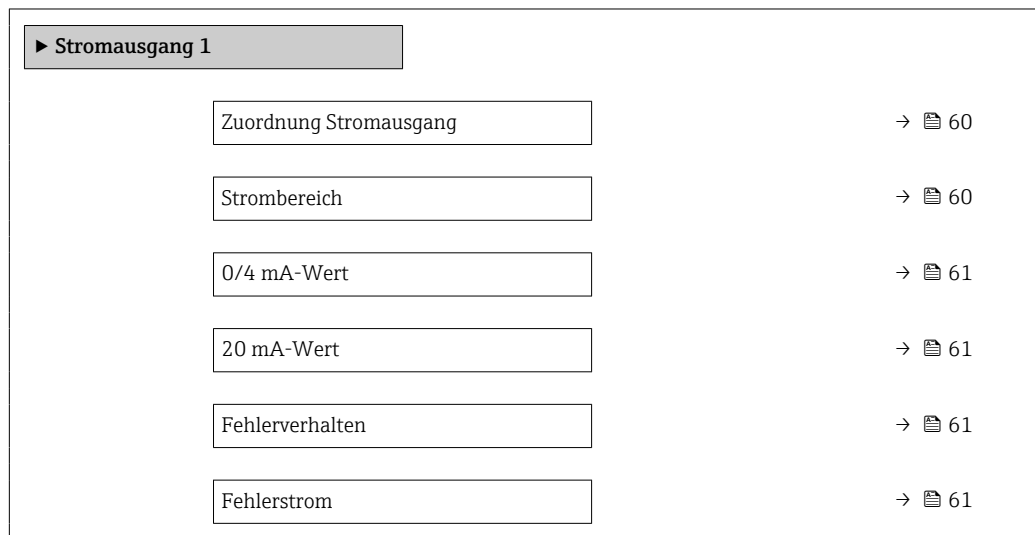 ▶ Stromausgang 1
Zuordnung Stromausgang → 60
Strombereich → 60
0/4 mA-Wert → 61
20 mA-Wert → 61
Fehlerverhalten → 61
Fehlerstrom → 61